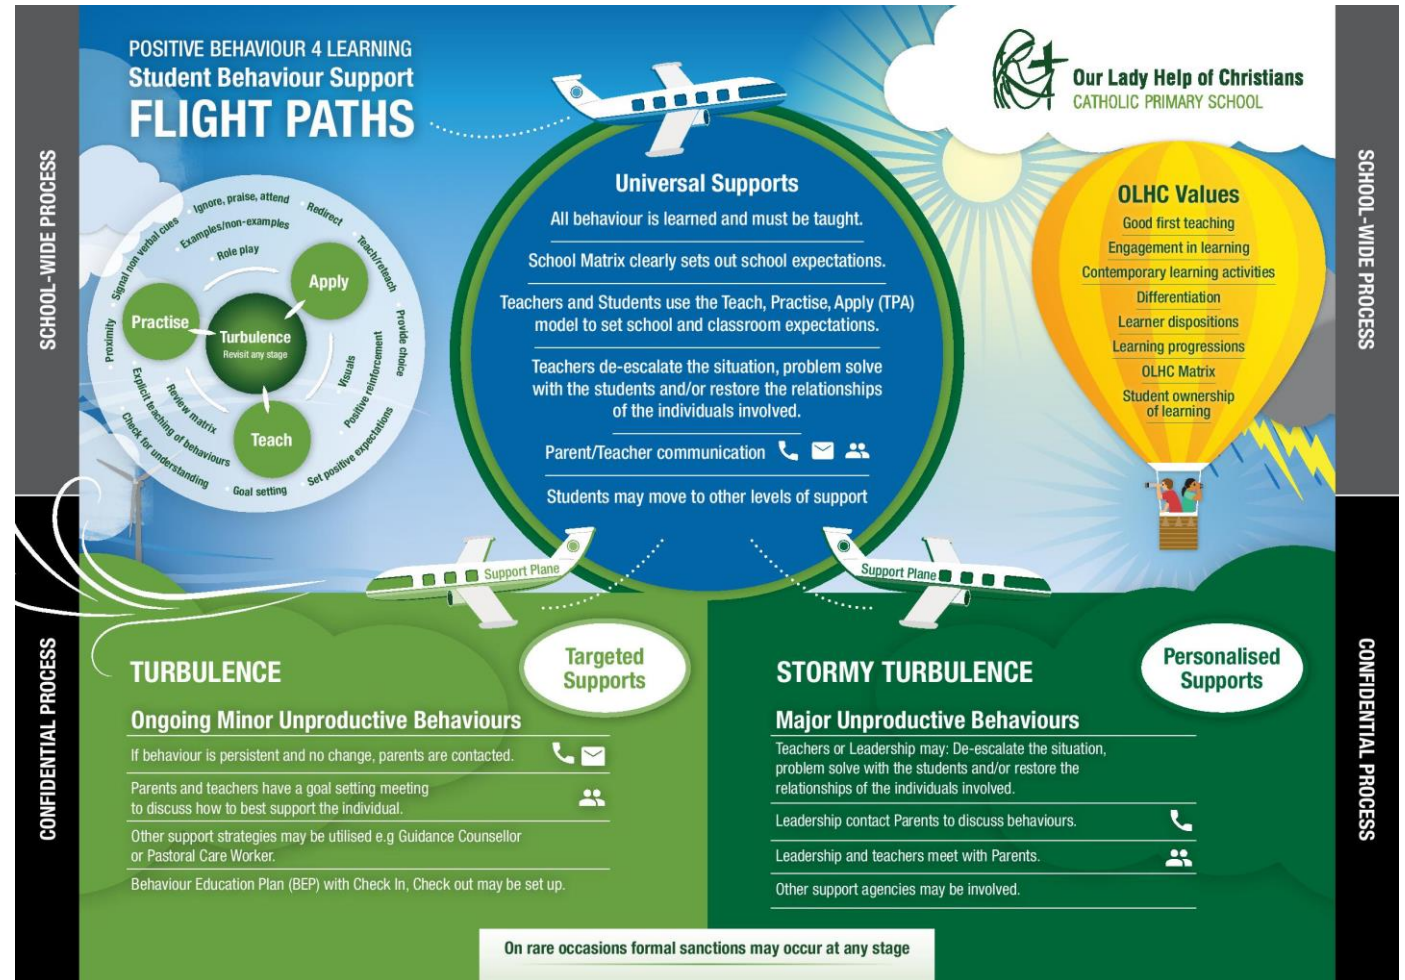 POSITIVE BEHAVIOUR 4 LEARNING
Student Behaviour Support
FLIGHT PATHS
Our Lady Help of Christians
CATHOLIC PRIMARY SCHOOL
SCHOOL-WIDE PROCESS
CONFIDENTIAL PROCESS
Ignore, praise, attend
Redirect
Teach/reteach
Provide choice
Signal non verbal cues
Examples/non-examples
Role play
Proximity
Apply
Practise
Turbulence
Revisit any stage
Teach
Visuals
Positive reinforcement
Set positive expectations
Review matrix
Explicit teaching of behaviours
Check for understanding
Goal setting
Universal Supports
All behaviour is learned and must be taught.
School Matrix clearly sets out school expectations.
Teachers and Students use the Teach, Practise, Apply (TPA)
model to set school and classroom expectations.
Teachers de-escalate the situation, problem solve
with the students and/or restore the relationships
of the individuals involved.
Parent/Teacher communication
Students may move to other levels of support
OLHC Values
Good first teaching
Engagement in learning
Contemporary learning activities
Differentiation
Learner dispositions
Learning progressions
OLHC Matrix
Student ownership
of learning
SCHOOL-WIDE PROCESS
CONFIDENTIAL PROCESS
Support Plane
Support Plane
TURBULENCE
Targeted
Supports
Ongoing Minor Unproductive Behaviours
If behaviour is persistent and no change, parents are contacted.
Parents and teachers have a goal setting meeting
to discuss how to best support the individual.
Other support strategies may be utilised e.g Guidance Counsellor
or Pastoral Care Worker.
Behaviour Education Plan (BEP) with Check In, Check out may be set up.
STORMY TURBULENCE
Personalised
Supports
Major Unproductive Behaviours
Teachers or Leadership may: De-escalate the situation,
problem solve with the students and/or restore the
relationships of the individuals involved.
Leadership contact Parents to discuss behaviours.
Leadership and teachers meet with Parents.
Other support agencies may be involved.
On rare occasions formal sanctions may occur at any stage